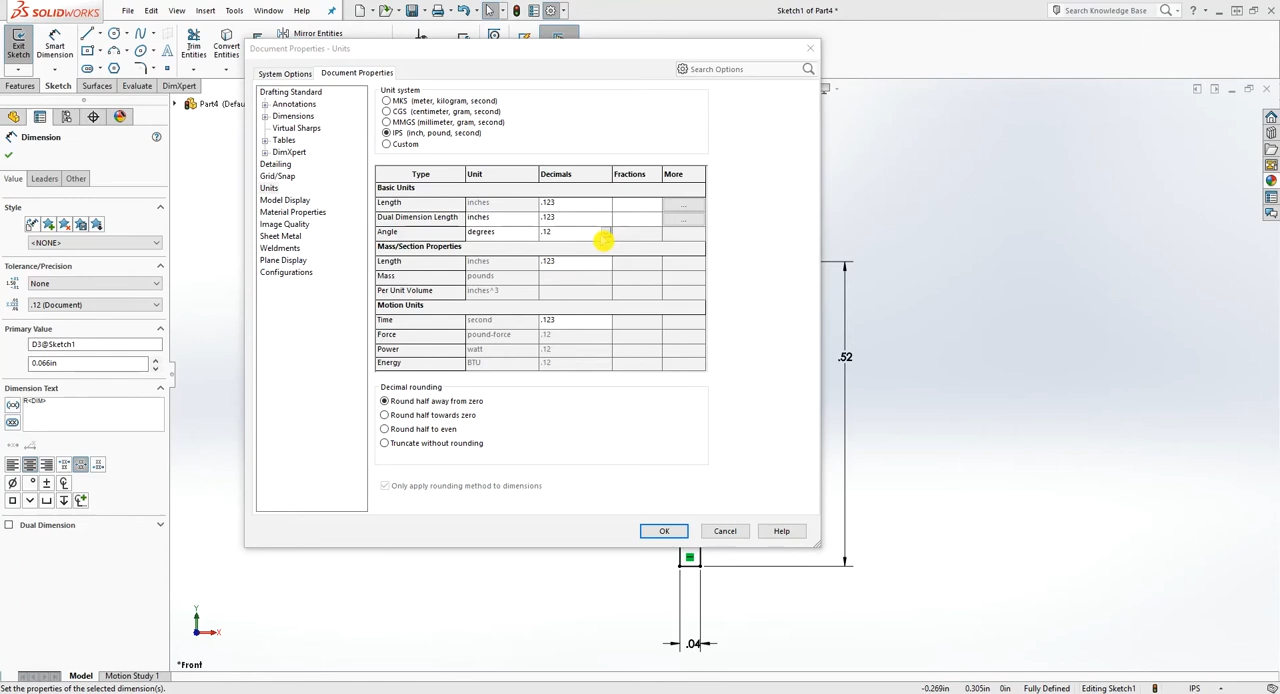 SOLIDWORKS File Edit View Insert Tools Window Help Sketch1 of Part4 * Search Knowledge Base
Exit Sketch
Smart Dimension
Trim Entities
Convert Entities
Mirror Entities
Features Sketch Surfaces Evaluate DimXpert
Part4 (Defau
Dimension
Value Leaders Other
Style
<NONE>
Tolerance/Precision
None
.12 (Document)
Primary Value
D3@Sketch1
0.066in
Dimension Text
R<DIM>
Dual Dimension
Document Properties - Units
System Options Document Properties
Search Options
Drafting Standard
Annotations
Dimensions
Virtual Sharps
Tables
DimXpert
Detailing
Grid/Snap
Units
Model Display
Material Properties
Image Quality
Sheet Metal
Weldments
Plane Display
Configurations
Unit system
MKS (meter, kilogram, second)
CGS (centimeter, gram, second)
MMGS (millimeter, gram, second)
IPS (inch, pound, second)
Custom
Type Unit Decimals Fractions More
Basic Units
Length inches .123 ...
Dual Dimension Length inches .123 ...
Angle degrees .12
Mass/Section Properties
Length inches .123
Mass pounds
Per Unit Volume inches^3
Motion Units
Time second .123
Force pound-force .12
Power watt .12
Energy BTU .12
Decimal rounding
Round half away from zero
Round half towards zero
Round half to even
Truncate without rounding
Only apply rounding method to dimensions
OK Cancel Help
.52
.04
Y
X
*Front
Model Motion Study 1
Set the properties of the selected dimension(s). -0.269in 0.305in 0in Fully Defined Editing Sketch1 IPS